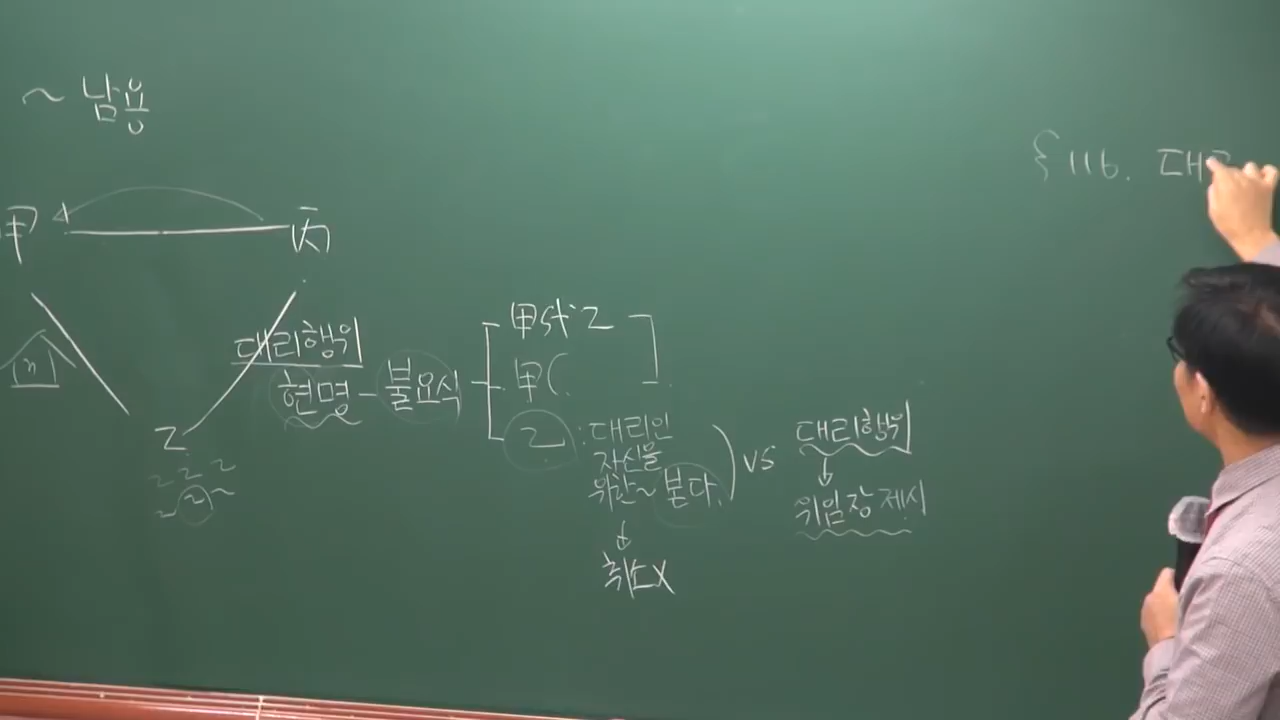 ~ 남용
甲 丙
乙
대리행위
현명 - 불요식
甲 대 乙
甲(
乙 : 대리인
자신을
위한~ 본다.
취소X
vs
대리행위
위임장 제시
§116. 대